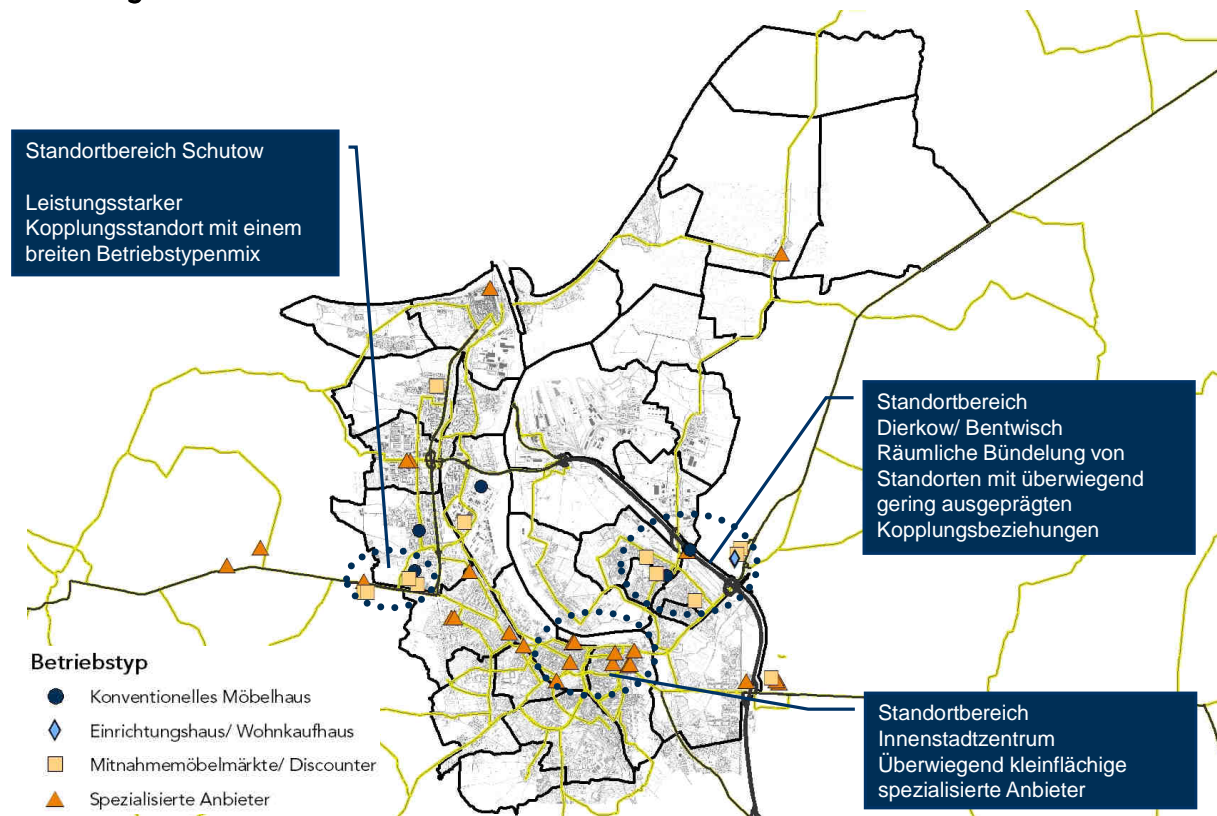 Standortbereich Schutow
Leistungsstarker
Kopplungsstandort mit einem
breiten Betriebstypenmix
Standortbereich
Dierkow/ Bentwisch
Räumliche Bündelung von
Standorten mit überwiegend
gering ausgeprägten
Kopplungsbeziehungen
Standortbereich
Innenstadtzentrum
Überwiegend kleinflächige
spezialisierte Anbieter
Betriebstyp
Konventionelles Möbelhaus
Einrichtungshaus/ Wohnkaufhaus
Mitnahmemöbelmärkte/ Discounter
Spezialisierte Anbieter